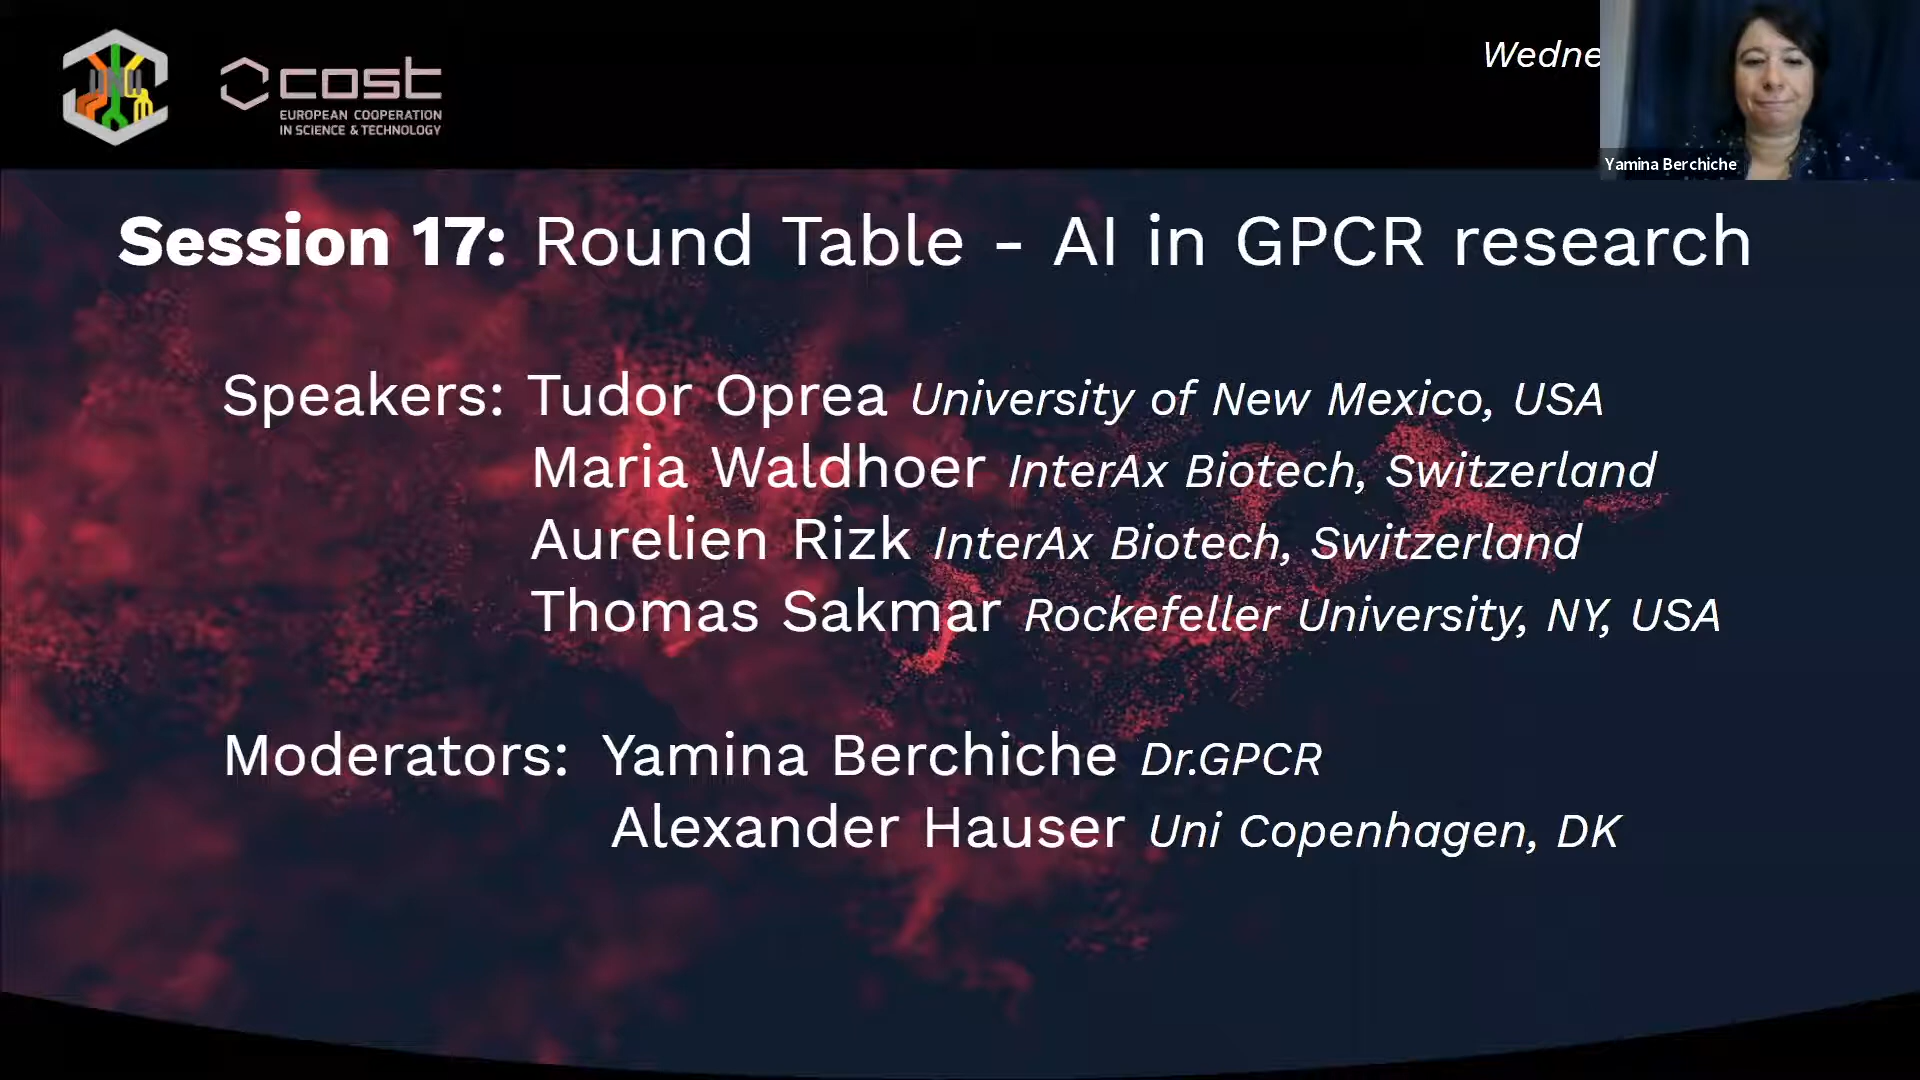 cost
EUROPEAN COOPERATION
IN SCIENCE & TECHNOLOGY
Wedne
Yamina Berchiche
Session 17: Round Table - AI in GPCR research
Speakers: Tudor Oprea University of New Mexico, USA
Maria Waldhoer InterAx Biotech, Switzerland
Aurelien Rizk InterAx Biotech, Switzerland
Thomas Sakmar Rockefeller University, NY, USA
Moderators: Yamina Berchiche Dr.GPCR
Alexander Hauser Uni Copenhagen, DK